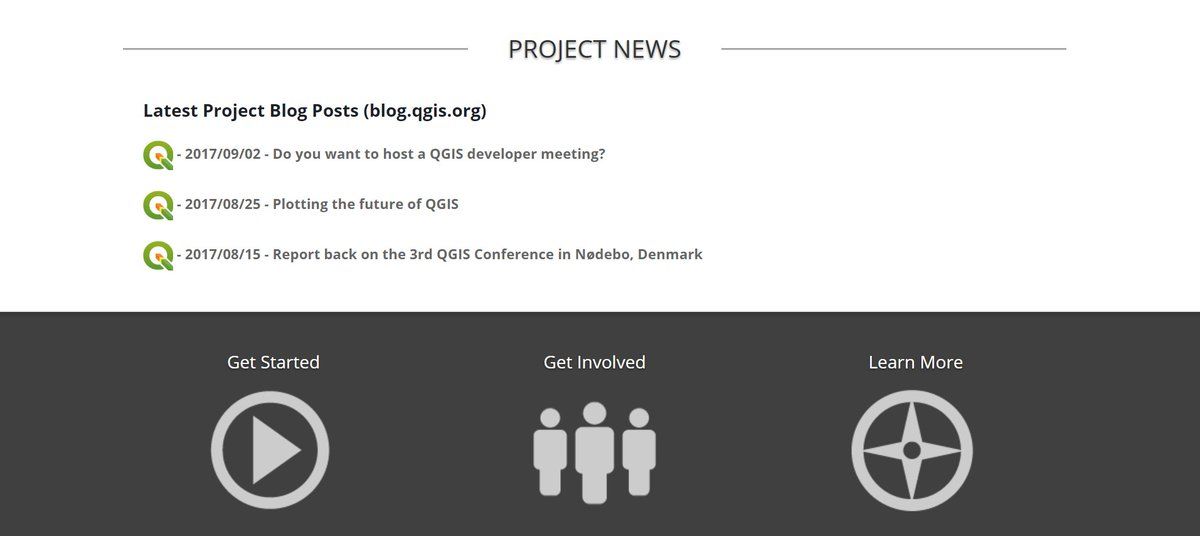 PROJECT NEWS
Latest Project Blog Posts (blog.qgis.org)
- 2017/09/02 - Do you want to host a QGIS developer meeting?
- 2017/08/25 - Plotting the future of QGIS
- 2017/08/15 - Report back on the 3rd QGIS Conference in Nødebo, Denmark
Get Started
Get Involved
Learn More